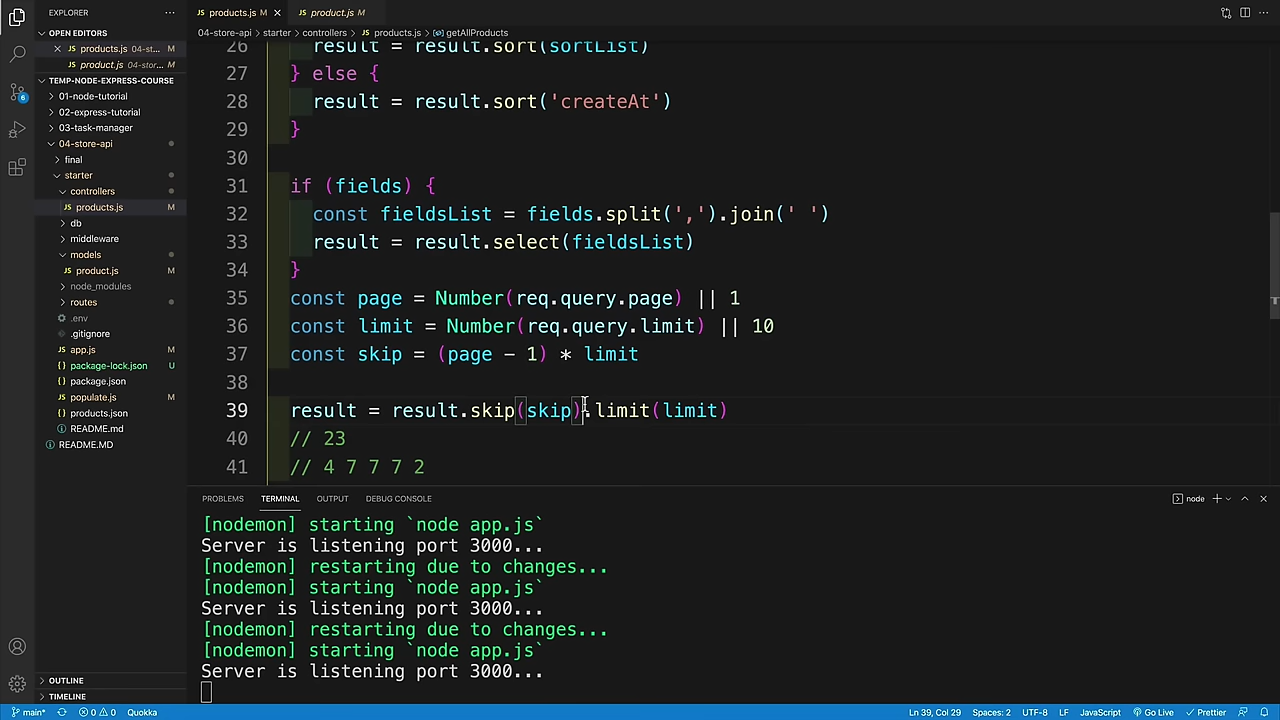 EXPLORER
OPEN EDITORS
products.js 04-st... M
product.js 04-stor... M
TEMP-NODE-EXPRESS-COURSE
01-node-tutorial
02-express-tutorial
03-task-manager
04-store-api
final
starter
controllers
products.js M
db
middleware
models
product.js M
node_modules
routes
.env
.gitignore
app.js M
package-lock.json U
package.json
populate.js M
products.json
README.md
README.MD
OUTLINE
TIMELINE
6
products.js M
product.js M
04-store-api > starter > controllers > products.js > getAllProducts
26 result = result.sort(sortList)
27 } else {
28 result = result.sort('createAt')
29 }
30
31 if (fields) {
32 const fieldsList = fields.split(',').join(' ')
33 result = result.select(fieldsList)
34 }
35 const page = Number(req.query.page) || 1
36 const limit = Number(req.query.limit) || 10
37 const skip = (page - 1) * limit
38
39 result = result.skip(skip).limit(limit)
40 // 23
41 // 4 7 7 7 2
PROBLEMS TERMINAL OUTPUT DEBUG CONSOLE node
[nodemon] starting `node app.js`
Server is listening port 3000...
[nodemon] restarting due to changes...
[nodemon] starting `node app.js`
Server is listening port 3000...
[nodemon] restarting due to changes...
[nodemon] starting `node app.js`
Server is listening port 3000...
main* 0 0 Quokka Ln 39, Col 29 Spaces: 2 UTF-8 LF JavaScript Go Live Prettier